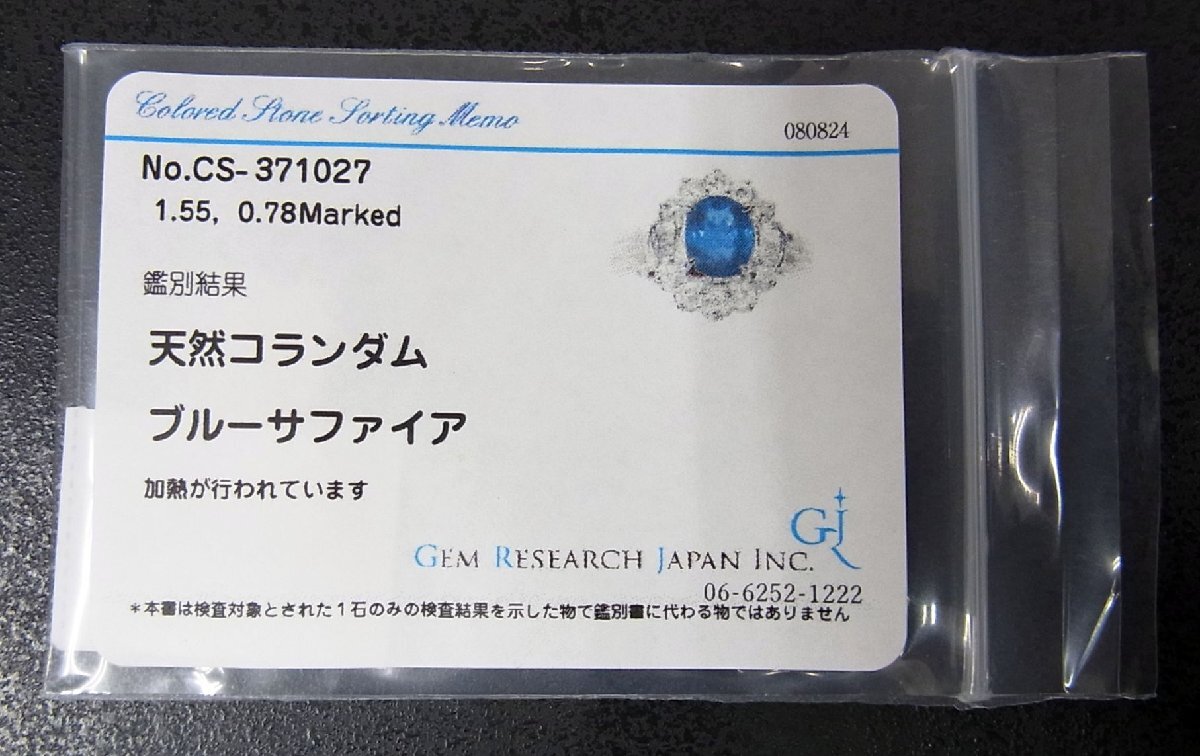 Colored Stone Sorting Memo
080824
No.CS-371027
1.55, 0.78Marked
鑑別結果
天然コランダム
ブルーサファイア
加熱が行われています
GJ
GEM RESEARCH JAPAN INC.
06-6252-1222
*本書は検査対象とされた1石のみの検査結果を示した物で鑑別書に代わる物ではありません